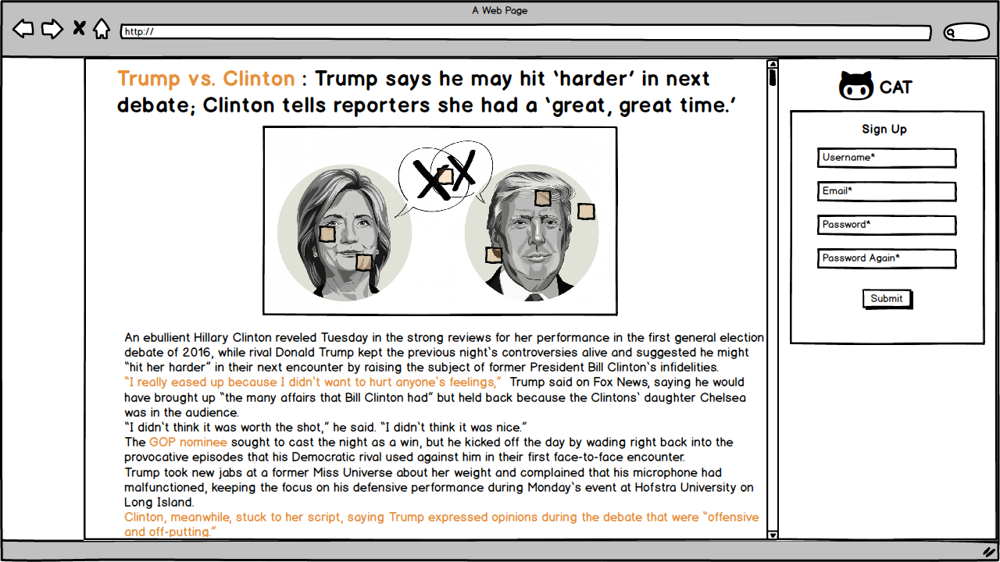 A Web Page
http://
Trump vs. Clinton : Trump says he may hit 'harder' in next
debate; Clinton tells reporters she had a 'great, great time.'
An ebullient Hillary Clinton reveled Tuesday in the strong reviews for her performance in the first general election
debate of 2016, while rival Donald Trump kept the previous night`s controversies alive and suggested he might
“hit her harder” in their next encounter by raising the subject of former President Bill Clinton`s infidelities.
“I really eased up because I didn`t want to hurt anyone`s feelings,” Trump said on Fox News, saying he would
have brought up “the many affairs that Bill Clinton had” but held back because the Clintons` daughter Chelsea
was in the audience.
“I didn`t think it was worth the shot,” he said. “I didn`t think it was nice.”
The GOP nominee sought to cast the night as a win, but he kicked off the day by wading right back into the
provocative episodes that his Democratic rival used against him in their first face-to-face encounter.
Trump took new jabs at a former Miss Universe about her weight and complained that his microphone had
malfunctioned, keeping the focus on his defensive performance during Monday`s event at Hofstra University on
Long Island.
Clinton, meanwhile, stuck to her script, saying Trump expressed opinions during the debate that were “offensive
and off-putting.”
CAT
Sign Up
Username*
Email*
Password*
Password Again*
Submit